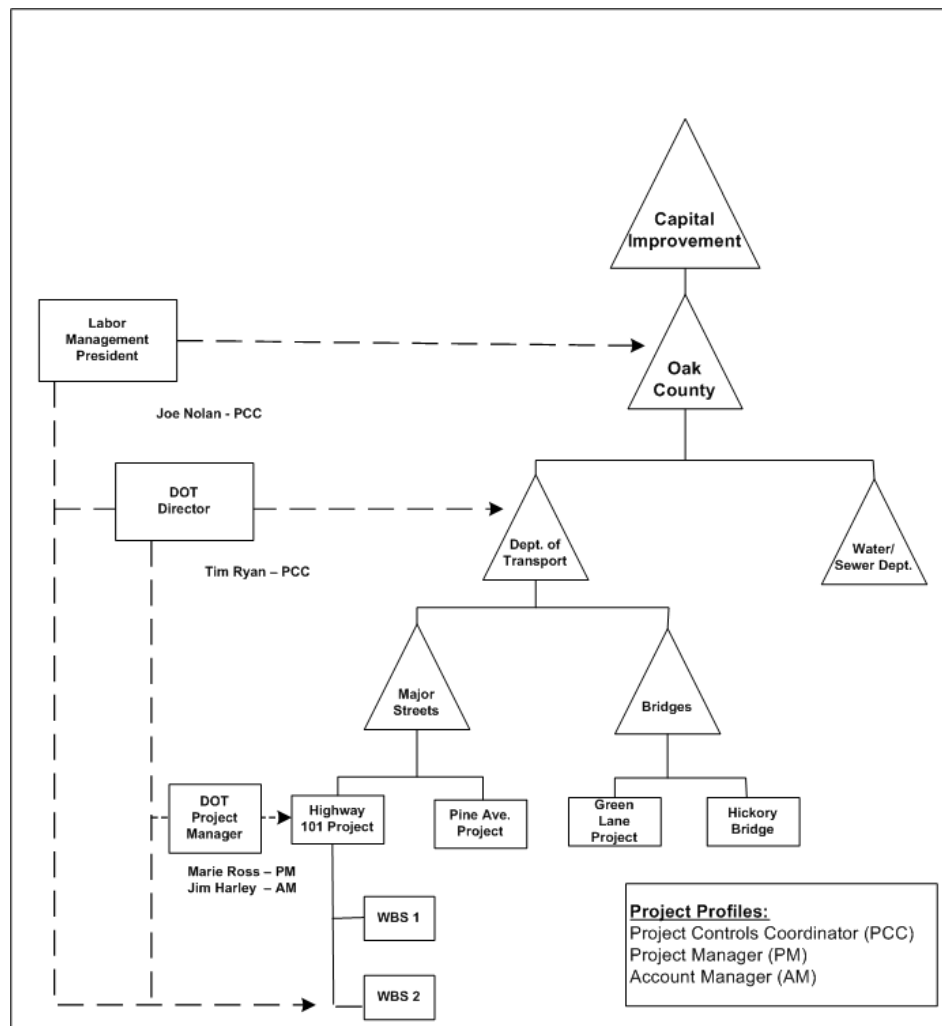 Capital
Improvement
Labor
Management
President
Oak
County
Joe Nolan - PCC
DOT
Director
Dept. of
Transport
Water/
Sewer Dept.
Tim Ryan – PCC
Major
Streets
Bridges
DOT
Project
Manager
Highway
101 Project
Pine Ave.
Project
Green
Lane
Project
Hickory
Bridge
Marie Ross – PM
Jim Harley – AM
WBS 1
WBS 2
Project Profiles:
Project Controls Coordinator (PCC)
Project Manager (PM)
Account Manager (AM)